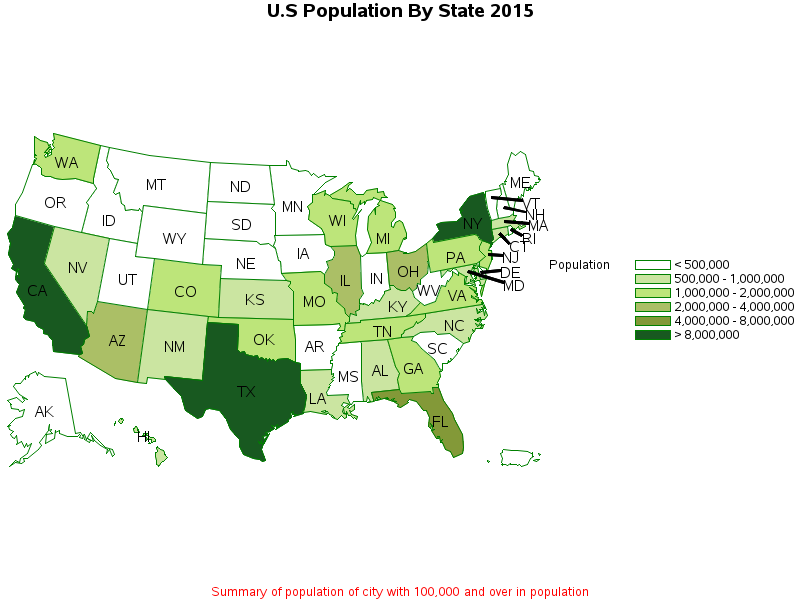 U.S Population By State 2015
WA
MT
ND
ME
MN
VT
OR
NH
ID
SD
WI
NY
MA
MI
RI
WY
CT
IA
NJ
NV
NE
PA
Population
< 500,000
UT
IL
IN
OH
DE
500,000 - 1,000,000
CA
CO
WV
MD
1,000,000 - 2,000,000
KS
MO
KY
VA
2,000,000 - 4,000,000
4,000,000 - 8,000,000
AZ
NM
OK
TN
NC
> 8,000,000
AR
SC
MS
AL
GA
TX
LA
AK
FL
HI
Summary of population of city with 100,000 and over in population